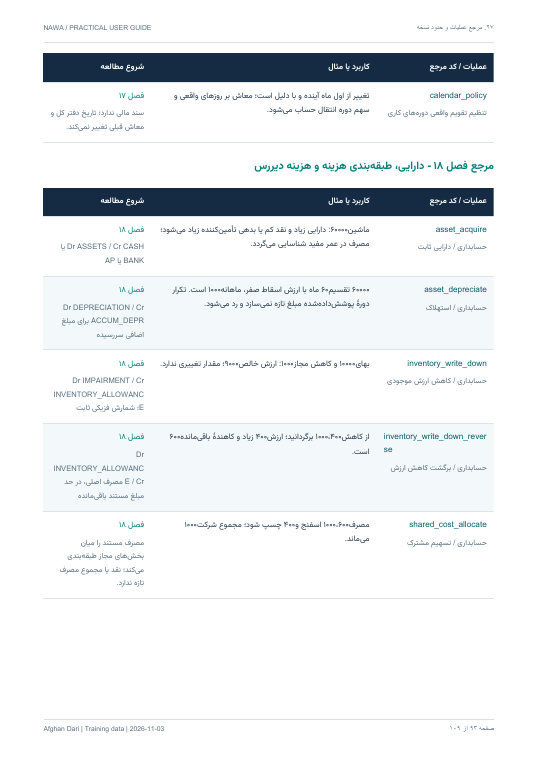 ۲۷. مرجع عملیات و حدود نسخه
NAWA / PRACTICAL USER GUIDE
عملیات / کد مرجع
کاربرد با مثال
شروع مطالعه
calendar_policy
تنظیم تقویم واقعی دوره‌های کاری
تغییر از اول ماه آینده و با دلیل است؛ معاش بر روزهای واقعی و
سهم دوره انتقال حساب می‌شود.
فصل ۱۷
سند مالی ندارد؛ تاریخ دفتر کل و
معاش قبلی تغییر نمی‌کند.
مرجع فصل ۱۸ - دارایی، طبقه‌بندی هزینه و هزینه دیررس
عملیات / کد مرجع
کاربرد با مثال
شروع مطالعه
asset_acquire
حسابداری / دارایی ثابت
ماشین۶۰۰۰۰: دارایی زیاد و نقد کم یا بدهی تأمین‌کننده زیاد می‌شود؛
مصرف در عمر مفید شناسایی می‌گردد.
فصل ۱۸
Dr ASSETS / Cr CASH یا
BANK یا AP
asset_depreciate
حسابداری / استهلاک
۶۰۰۰۰ تقسیم۶۰ ماه با ارزش اسقاط صفر، ماهانه۱۰۰۰ است. تکرار
دورهٔ پوشش‌داده‌شده مبلغ تازه نمی‌سازد و رد می‌شود.
فصل ۱۸
Dr DEPRECIATION / Cr
ACCUM_DEPR برای مبلغ
اضافی سررسیده
inventory_write_down
حسابداری / کاهش ارزش موجودی
بهای۱۰۰۰۰ و کاهش مجاز۱۰۰۰: ارزش خالص۹۰۰۰؛ مقدار تغییری ندارد.
فصل ۱۸
Dr IMPAIRMENT / Cr
INVENTORY_ALLOWANC
E؛ شمارش فزیکی ثابت
inventory_write_down_rever
se
حسابداری / برگشت کاهش ارزش
از کاهش۱۰۰۰،۴۰۰ برگردانید؛ ارزش۴۰۰ زیاد و کاهندهٔ باقی‌مانده۶۰۰
است.
فصل ۱۸
Dr
INVENTORY_ALLOWANC
E / Cr مصرف اصلی، در حد
مبلغ مستند باقی‌مانده
shared_cost_allocate
حسابداری / تسهیم مشترک
مصرف۱۰۰۰،۶۰۰ اسفنج و۴۰۰ چسپ شود؛ مجموع شرکت۱۰۰۰
می‌ماند.
فصل ۱۸
مصرف مستند را میان
بخش‌های مجاز طبقه‌بندی
می‌کند؛ نقد یا مجموع مصرف
تازه ندارد.
صفحه ۹۳ از ۱۰۹
Afghan Dari | Training data | 2026-11-03